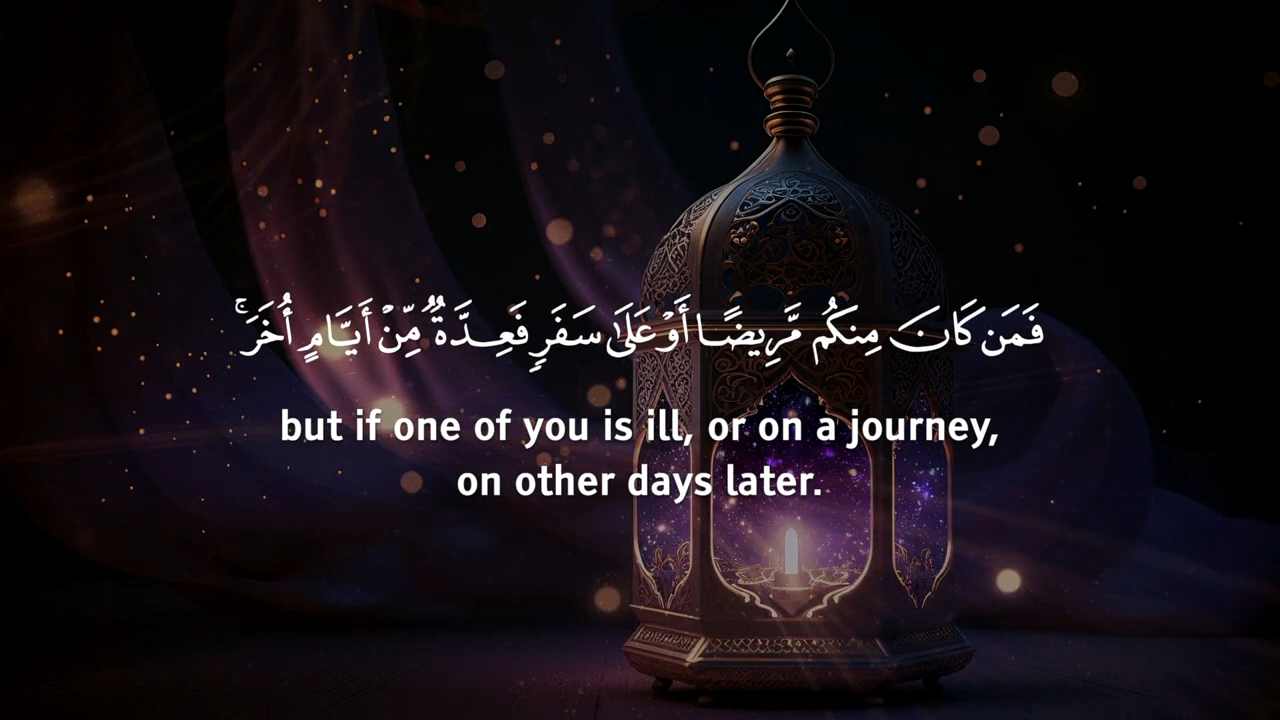 فَمَن كَانَ مِنكُم مَّرِيضًا أَوْ عَلَىٰ سَفَرٍ فَعِدَّةٌ مِّنْ أَيَّامٍ أُخَرَ ۚ
but if one of you is ill, or on a journey,
on other days later.